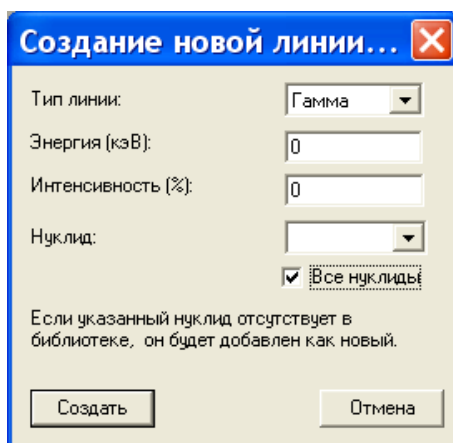 Создание новой линии...
Тип линии: Гамма
Энергия (кэВ): 0
Интенсивность (%): 0
Нуклид:
Все нуклиды
Если указанный нуклид отсутствует в
библиотеке, он будет добавлен как новый.
Создать Отмена